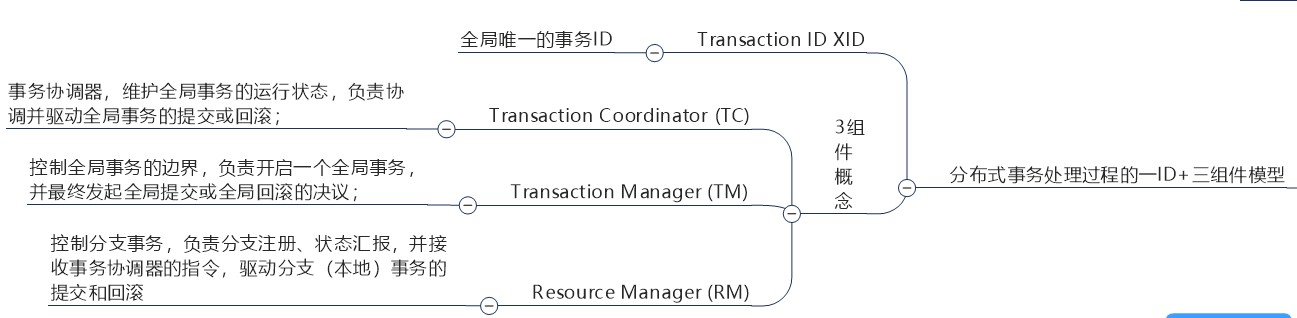 全局唯一的事务ID
Transaction ID XID
事务协调器，维护全局事务的运行状态，负责协
调并驱动全局事务的提交或回滚；
Transaction Coordinator (TC)
控制全局事务的边界，负责开启一个全局事务，
并最终发起全局提交或全局回滚的决议；
Transaction Manager (TM)
控制分支事务，负责分支注册、状态汇报，并接
收事务协调器的指令，驱动分支（本地）事务的
提交和回滚
Resource Manager (RM)
3组
件
概
念
分布式事务处理过程的一ID+三组件模型